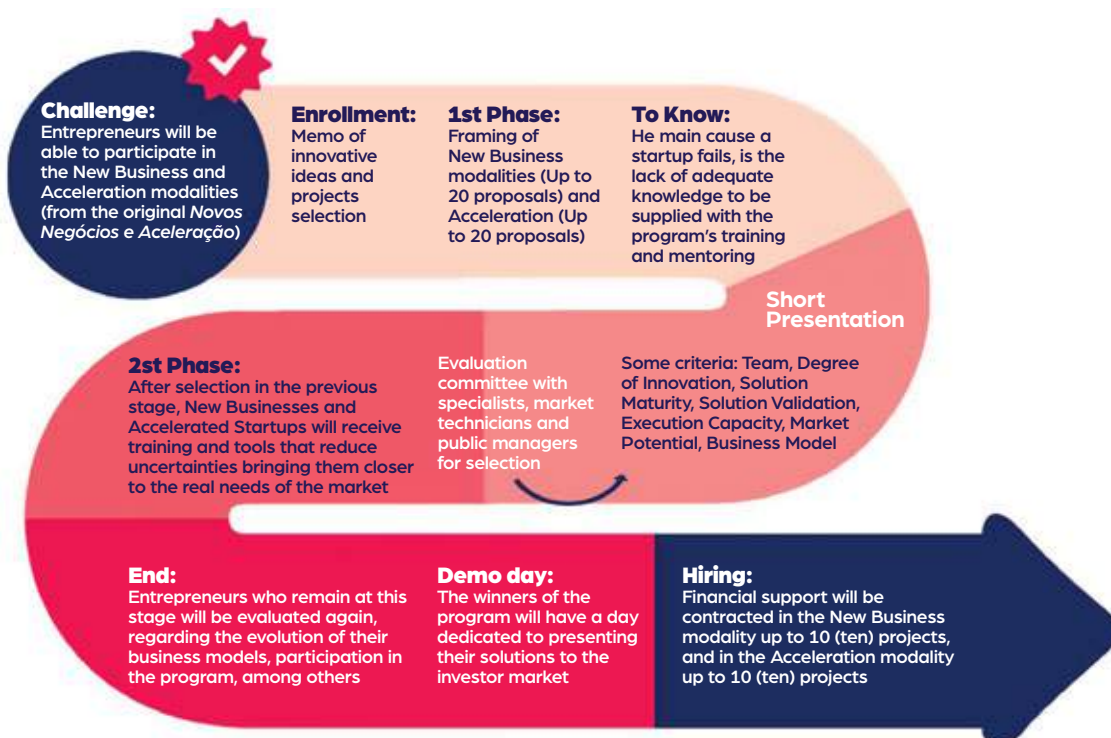 Challenge:
Entrepreneurs will be
able to participate in
the New Business and
Acceleration modalities
(from the original Novos
Negócios e Aceleração)
Enrollment:
Memo of
innovative
ideas and
projects
selection
1st Phase:
Framing of
New Business
modalities (Up to
20 proposals) and
Acceleration (Up
to 20 proposals)
To Know:
He main cause a
startup fails, is the
lack of adequate
knowledge to be
supplied with the
program's training
and mentoring
Short
Presentation
Some criteria: Team, Degree
of Innovation, Solution
Maturity, Solution Validation,
Execution Capacity, Market
Potential, Business Model
Evaluation
committee with
specialists, market
technicians and
public managers
for selection
2st Phase:
After selection in the previous
stage, New Businesses and
Accelerated Startups will receive
training and tools that reduce
uncertainties bringing them closer
to the real needs of the market
End:
Entrepreneurs who remain at this
stage will be evaluated again,
regarding the evolution of their
business models, participation in
the program, among others
Demo day:
The winners of the
program will have a day
dedicated to presenting
their solutions to the
investor market
Hiring:
Financial support will be
contracted in the New Business
modality up to 10 (ten) projects,
and in the Acceleration modality
up to 10 (ten) projects